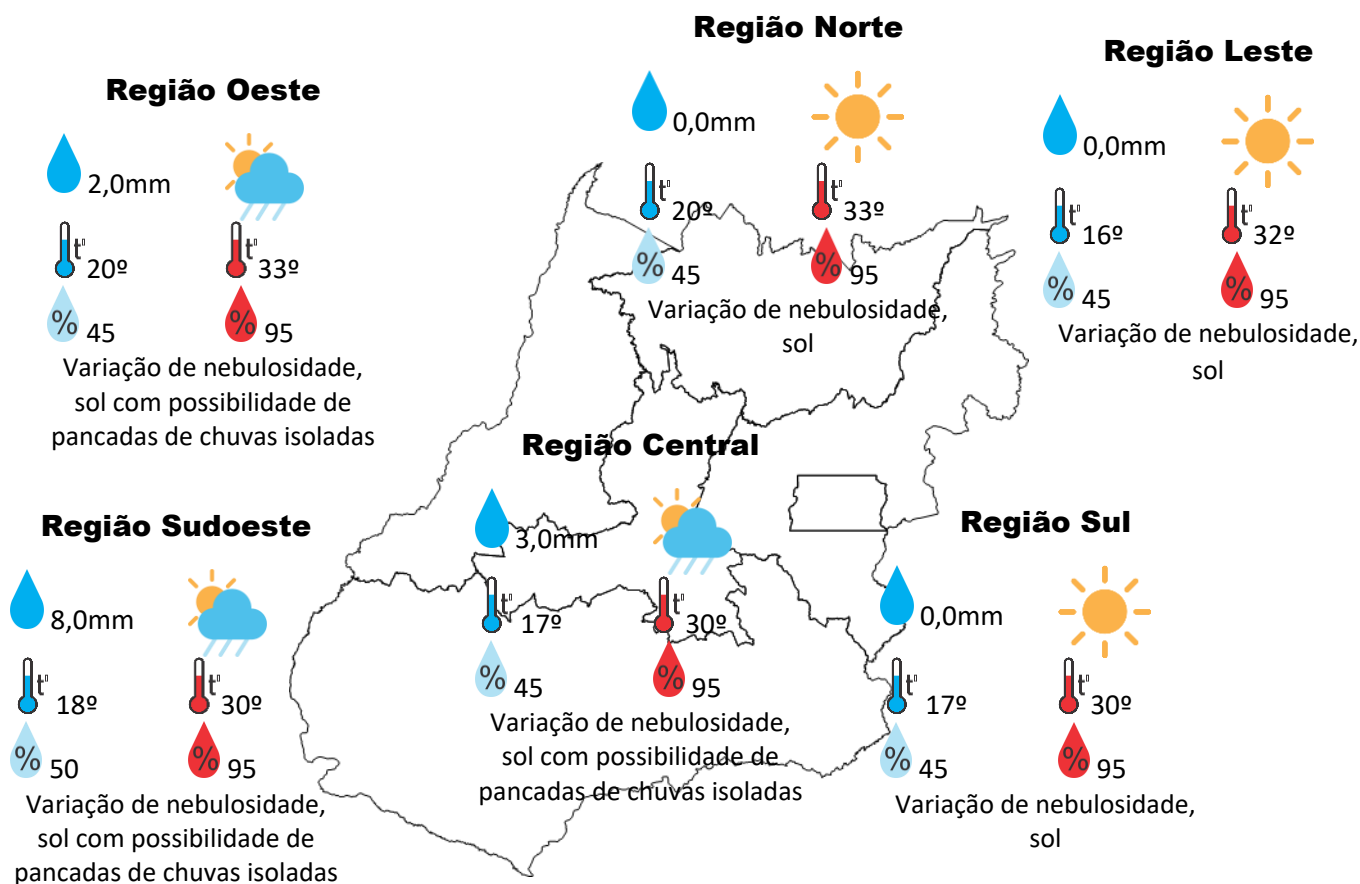 Região Norte
0,0mm
t°
20º
t°
33º
% 45
% 95
Variação de nebulosidade,
sol
Região Leste
0,0mm
t°
16º
t°
32º
% 45
% 95
Variação de nebulosidade,
sol
Região Oeste
2,0mm
t°
20º
t°
33º
% 45
% 95
Variação de nebulosidade,
sol com possibilidade de
pancadas de chuvas isoladas
Região Central
3,0mm
t°
17º
t°
30º
% 45
% 95
Variação de nebulosidade,
sol com possibilidade de
pancadas de chuvas isoladas
Região Sudoeste
8,0mm
t°
18º
t°
30º
% 50
% 95
Variação de nebulosidade,
sol com possibilidade de
pancadas de chuvas isoladas
Região Sul
0,0mm
t°
17º
t°
30º
% 45
% 95
Variação de nebulosidade,
sol